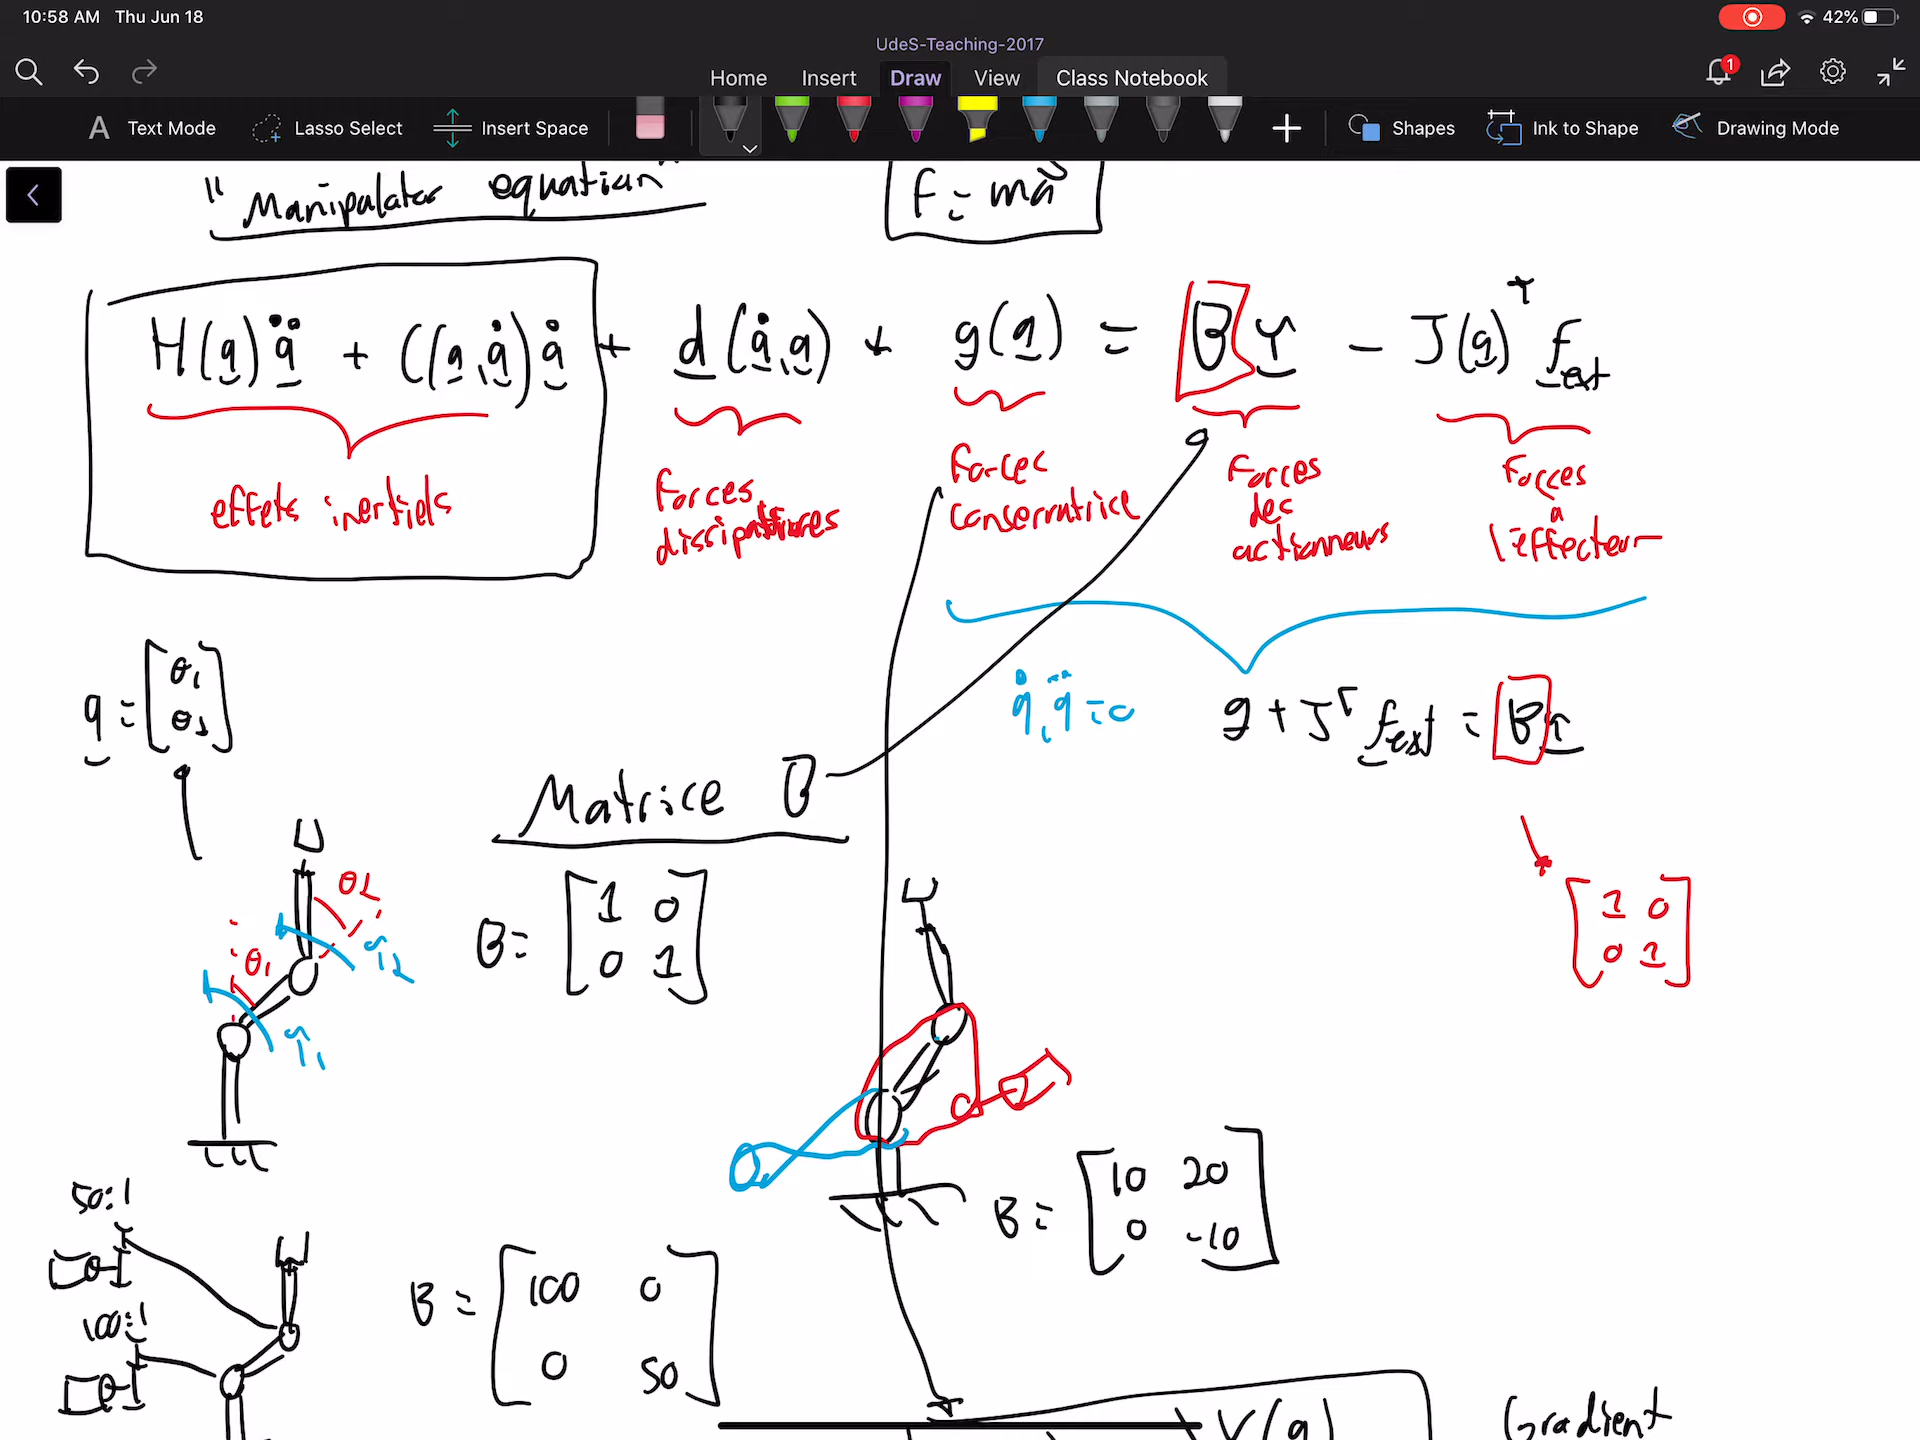 10:58 AM Thu Jun 18
42%
UdeS-Teaching-2017
Home Insert Draw View Class Notebook
1
A Text Mode Lasso Select Insert Space Shapes Ink to Shape Drawing Mode
"Manipulator equation"
F = ma
H(q)q̈ + C(q,q̇)q̇ + d(q̇,q) + g(q) = Bτ - J(q)ᵀ f_ext
effets inertiels
Forces dissipatives
Forces conservatrice
Forces des actionneurs
Forces a l'effecteur
q = [θ1 θ2]
q̇, q̈ = 0
g + Jᵀ f_ext = Bτ
Matrice B
θ2
θ1
τ2
τ1
B = [1 0
0 1]
[1 0
0 1]
50:1
100:1
B = [10 20
0 -10]
B = [100 0
0 50]
V(q)
Gradient